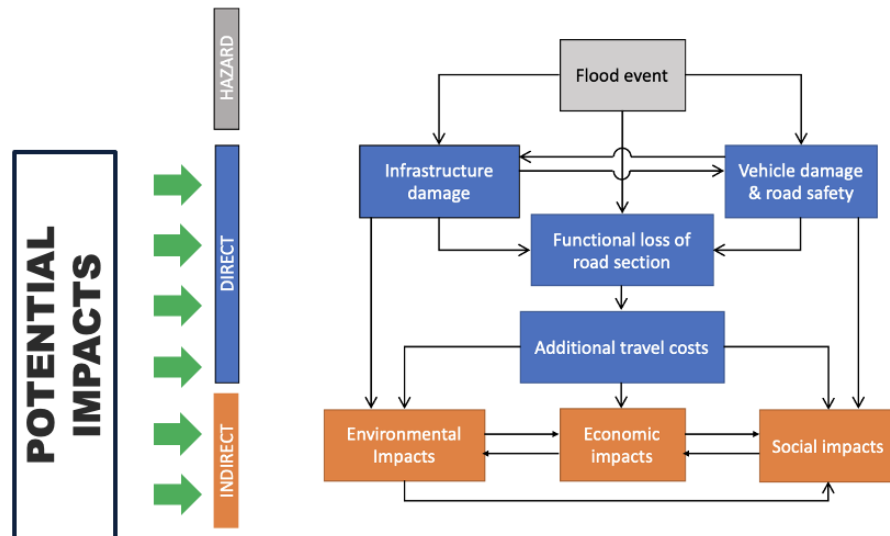 POTENTIAL
IMPACTS
HAZARD
DIRECT
INDIRECT
Flood event
Infrastructure
damage
Vehicle damage
& road safety
Functional loss of
road section
Additional travel costs
Environmental
Impacts
Economic
impacts
Social impacts